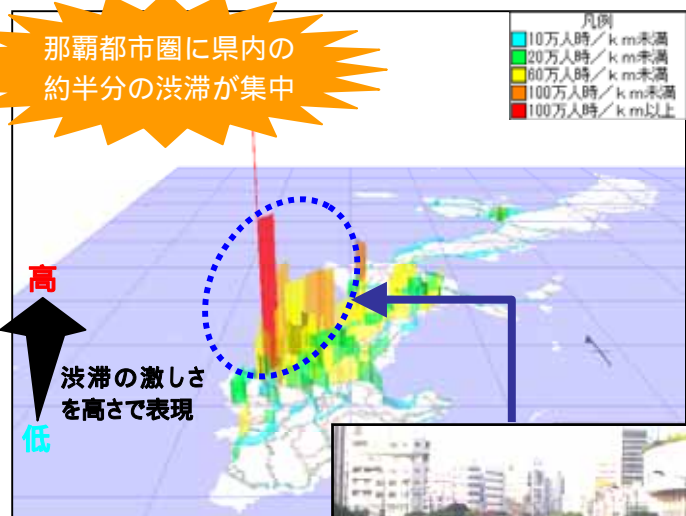 那覇都市圏に県内の
約半分の渋滞が集中
凡例
10万人時／ｋｍ未満
20万人時／ｋｍ未満
60万人時／ｋｍ未満
100万人時／ｋｍ未満
100万人時／ｋｍ以上
高
渋滞の激しさ
を高さで表現
低